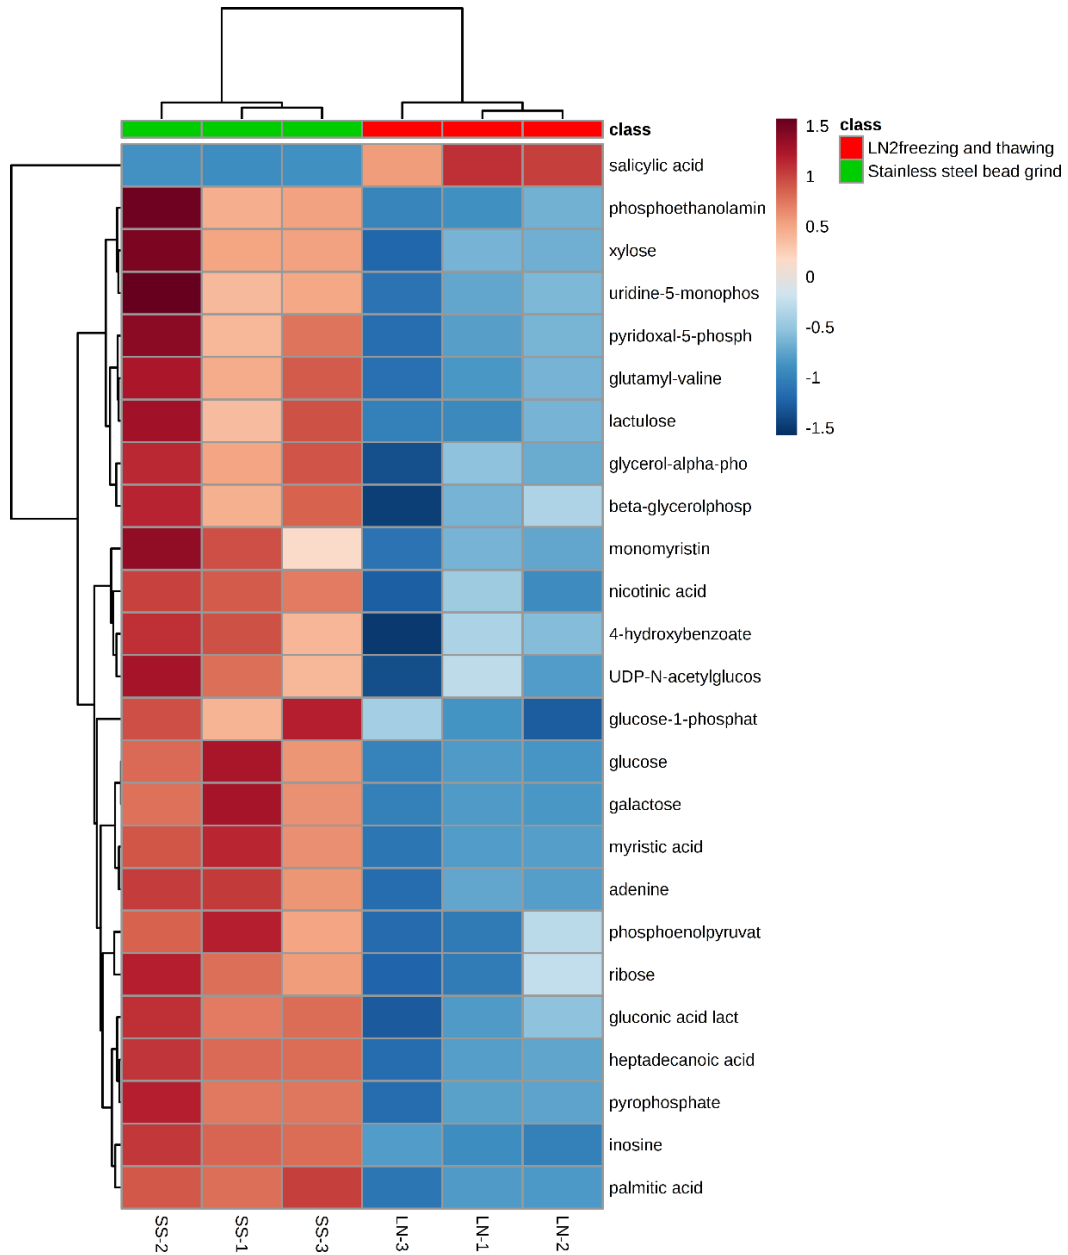 class
salicylic acid
phosphoethanolamin
xylose
uridine-5-monophos
pyridoxal-5-phosph
glutamyl-valine
lactulose
glycerol-alpha-pho
beta-glycerolphosp
monomyristin
nicotinic acid
4-hydroxybenzoate
UDP-N-acetylglucos
glucose-1-phosphat
glucose
galactose
myristic acid
adenine
phosphoenolpyruvat
ribose
gluconic acid lact
heptadecanoic acid
pyrophosphate
inosine
palmitic acid
SS-2
SS-1
SS-3
LN-3
LN-1
LN-2
1.5
1
0.5
0
-0.5
-1
-1.5
class
LN2freezing and thawing
Stainless steel bead grind